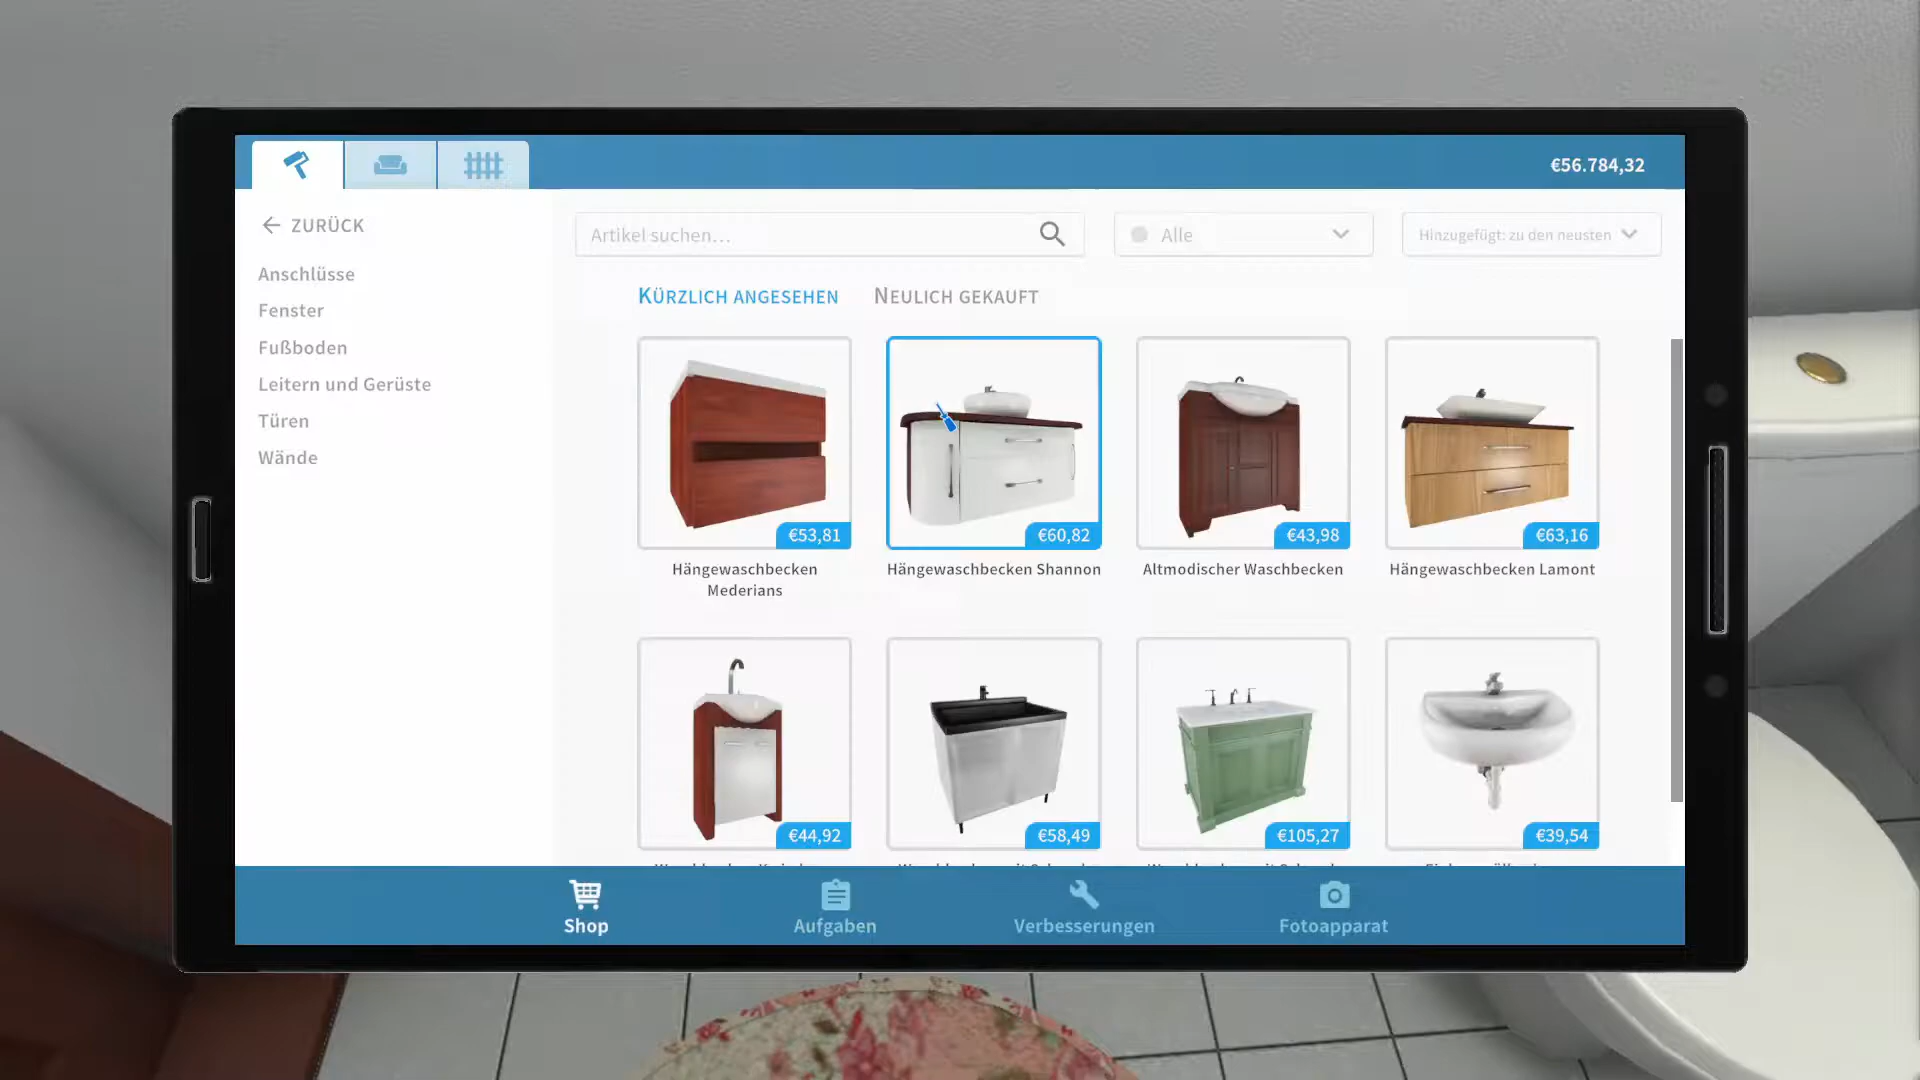 €56.784,32
ZURÜCK
Anschlüsse
Fenster
Fußboden
Leitern und Gerüste
Türen
Wände
Artikel suchen...
Alle
Hinzugefügt: zu den neusten
KÜRZLICH ANGESEHEN
NEULICH GEKAUFT
€53,81
€60,82
€43,98
€63,16
Hängewaschbecken
Mederians
Hängewaschbecken Shannon
Altmodischer Waschbecken
Hängewaschbecken Lamont
€44,92
€58,49
€105,27
€39,54
Shop
Aufgaben
Verbesserungen
Fotoapparat